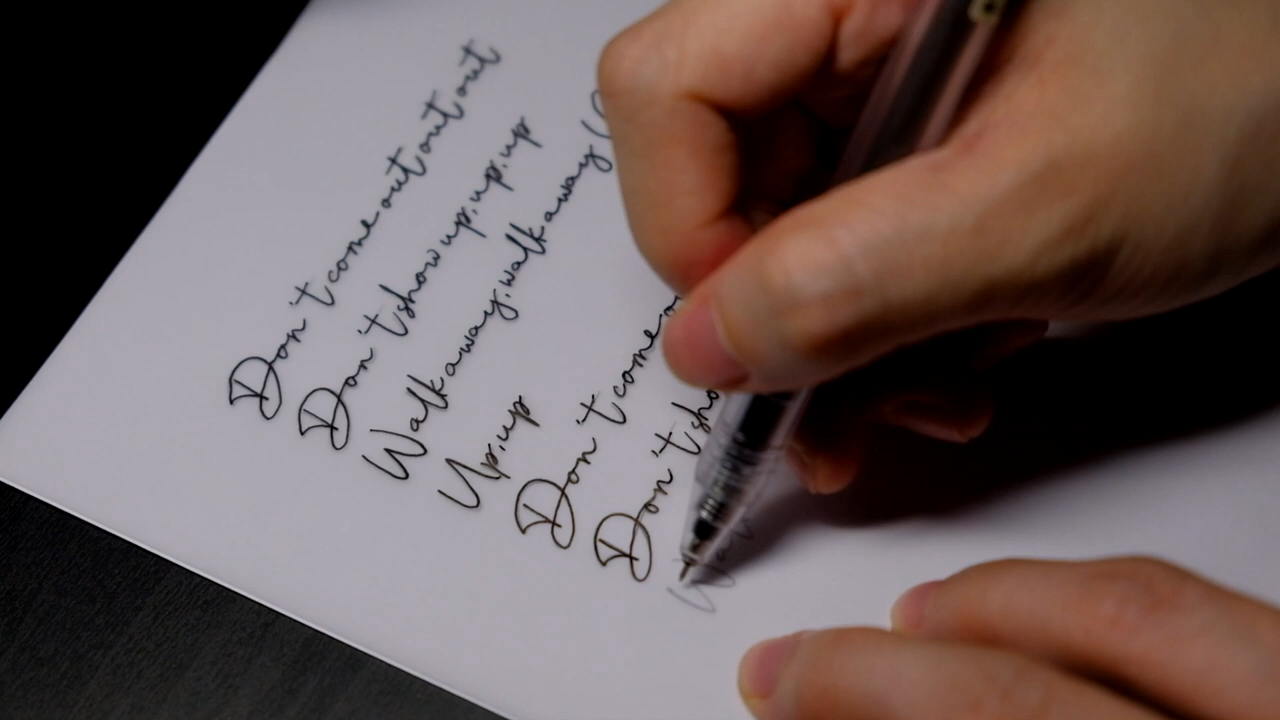 Don't come out out out
Don't show up, up, up
Walk away, walk away (
Up, up
Don't come
Don't